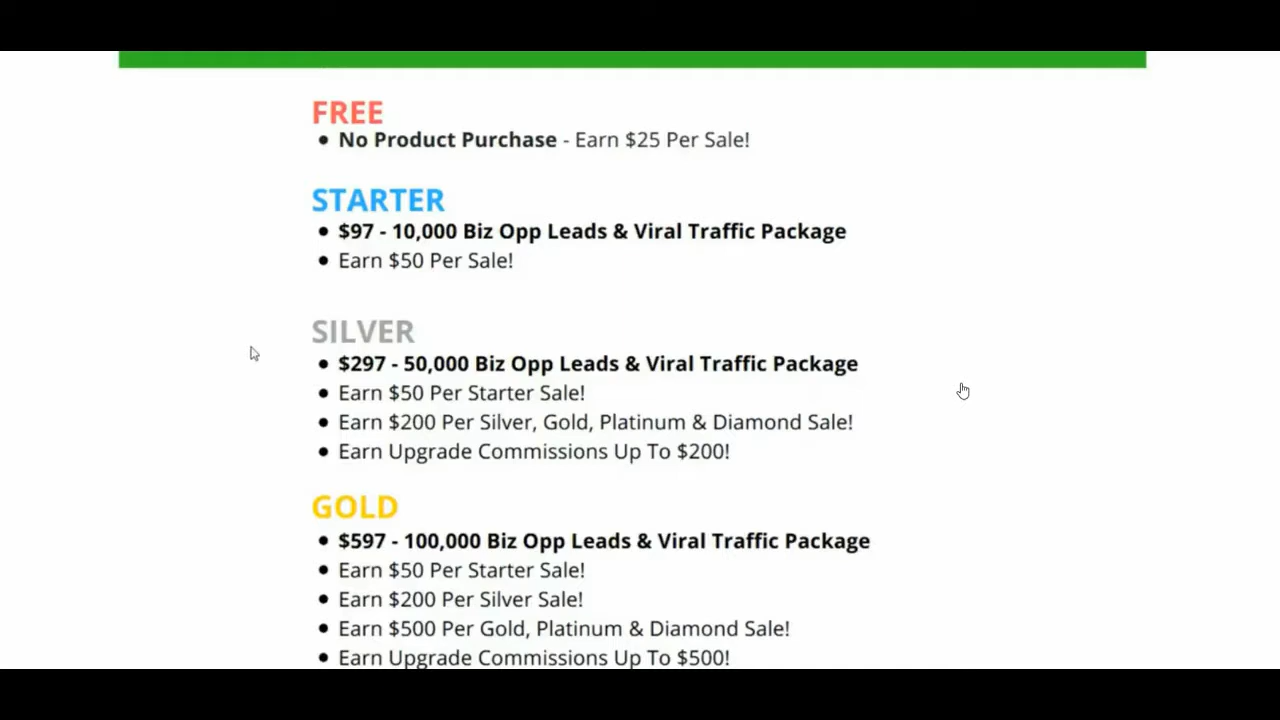 FREE
• No Product Purchase - Earn $25 Per Sale!
STARTER
• $97 - 10,000 Biz Opp Leads & Viral Traffic Package
• Earn $50 Per Sale!
SILVER
• $297 - 50,000 Biz Opp Leads & Viral Traffic Package
• Earn $50 Per Starter Sale!
• Earn $200 Per Silver, Gold, Platinum & Diamond Sale!
• Earn Upgrade Commissions Up To $200!
GOLD
• $597 - 100,000 Biz Opp Leads & Viral Traffic Package
• Earn $50 Per Starter Sale!
• Earn $200 Per Silver Sale!
• Earn $500 Per Gold, Platinum & Diamond Sale!
• Earn Upgrade Commissions Up To $500!